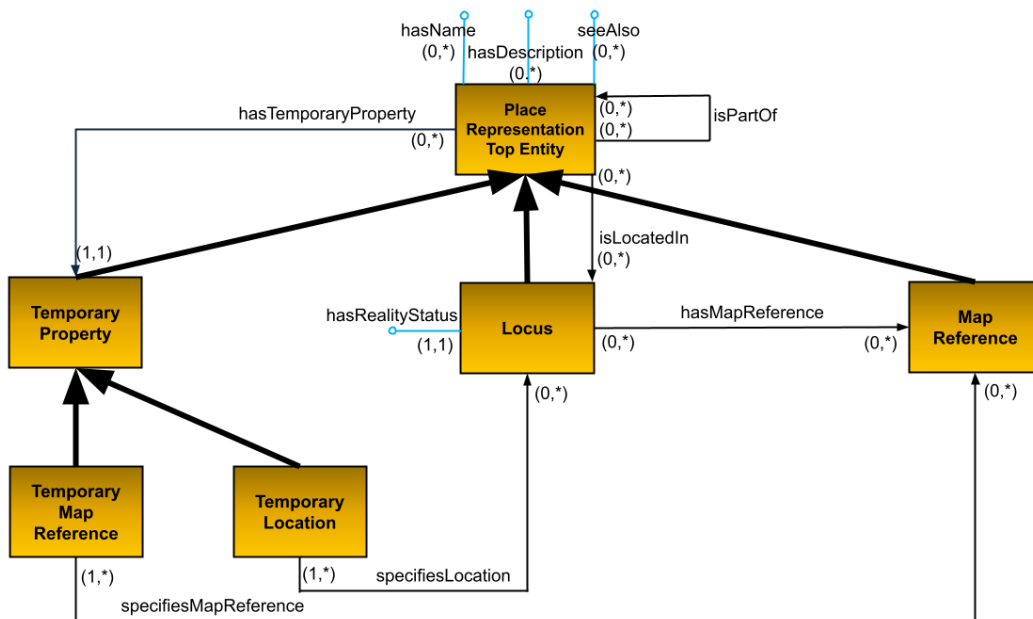 hasName
(0,*)
hasDescription
(0,*)
seeAlso
(0,*)
hasTemporaryProperty
(0,*)
Place
Representation
Top Entity
(0,*)
(0,*)
isPartOf
(0,*)
isLocatedIn
(0,*)
(1,1)
Temporary
Property
hasRealityStatus
(1,1)
Locus
(0,*)
hasMapReference
(0,*)
Map
Reference
(0,*)
(0,*)
Temporary
Map
Reference
Temporary
Location
(1,*)
specifiesMapReference
(1,*)
specifiesLocation